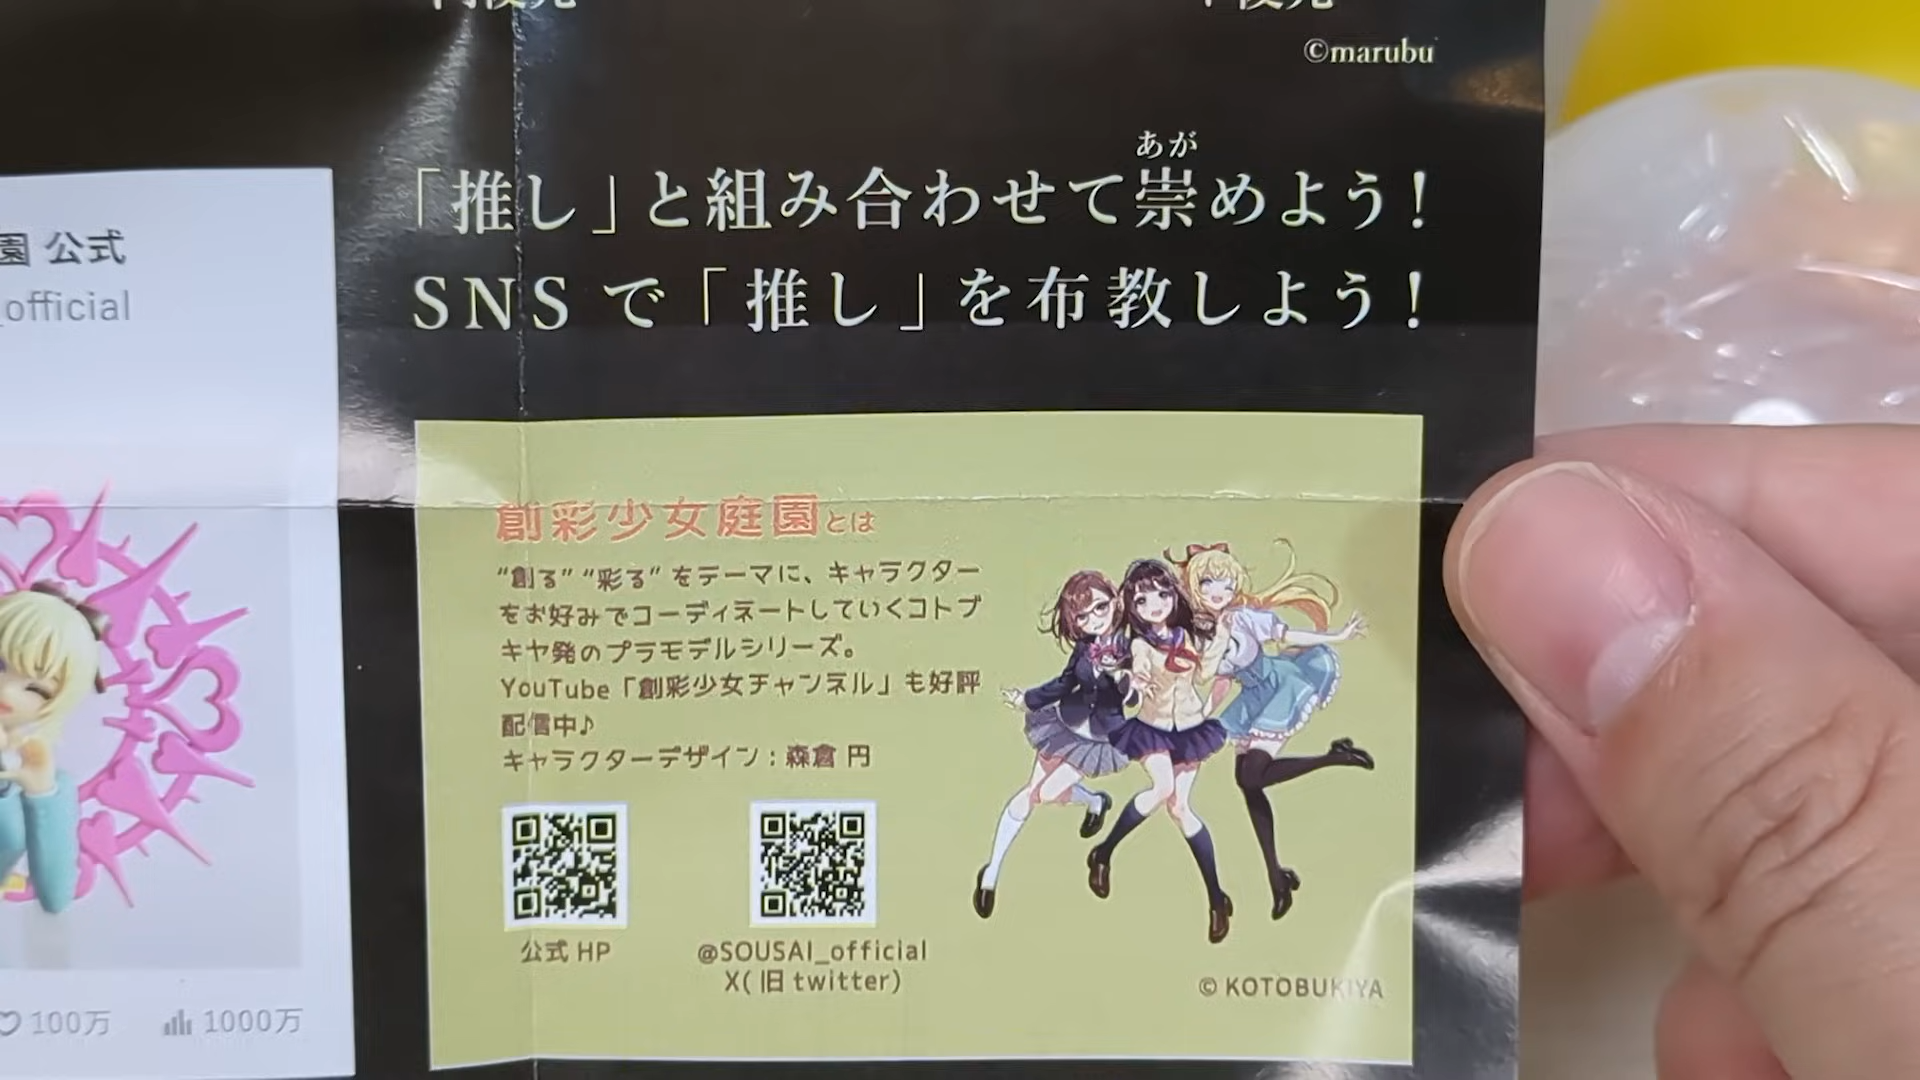 ©marubu
あが
「推し」と組み合わせて崇めよう!
SNSで「推し」を布教しよう!
園 公式
_official
100万
1000万
創彩少女庭園とは
“創る”“彩る”をテーマに、キャラクター
をお好みでコーディネートしていくコトブ
キヤ発のプラモデルシリーズ。
YouTube「創彩少女チャンネル」も好評
配信中♪
キャラクターデザイン:森倉 円
公式 HP
@SOUSAI_official
X(旧twitter)
© KOTOBUKIYA